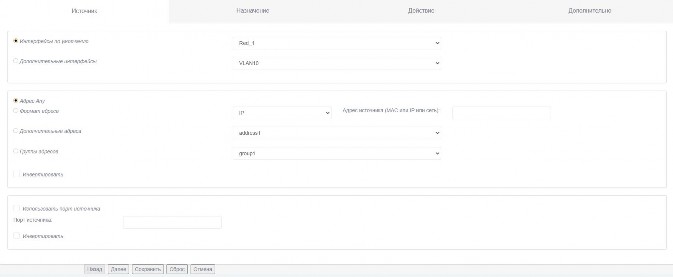 Источник Назначение Действие Дополнительно
Интерфейсы по умолчанию Red_1
Дополнительные интерфейсы VLAN10
Адрес Any
Формат адреса IP Адрес источника (MAC или IP или сеть):
Дополнительные адреса address1
Группы адресов group1
Инвертировать
Использовать порт источника
Порт источника:
Инвертировать
Назад Далее Сохранить Сброс Отмена